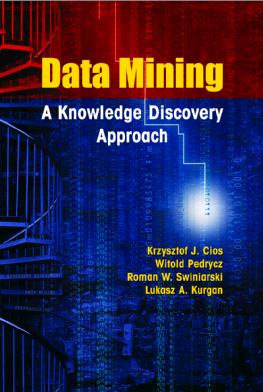 Data Mining
A Knowledge Discovery
Approach
Krzysztof J. Cios
Witold Pedrycz
Roman W. Swiniarski
Lukasz A. Kurgan